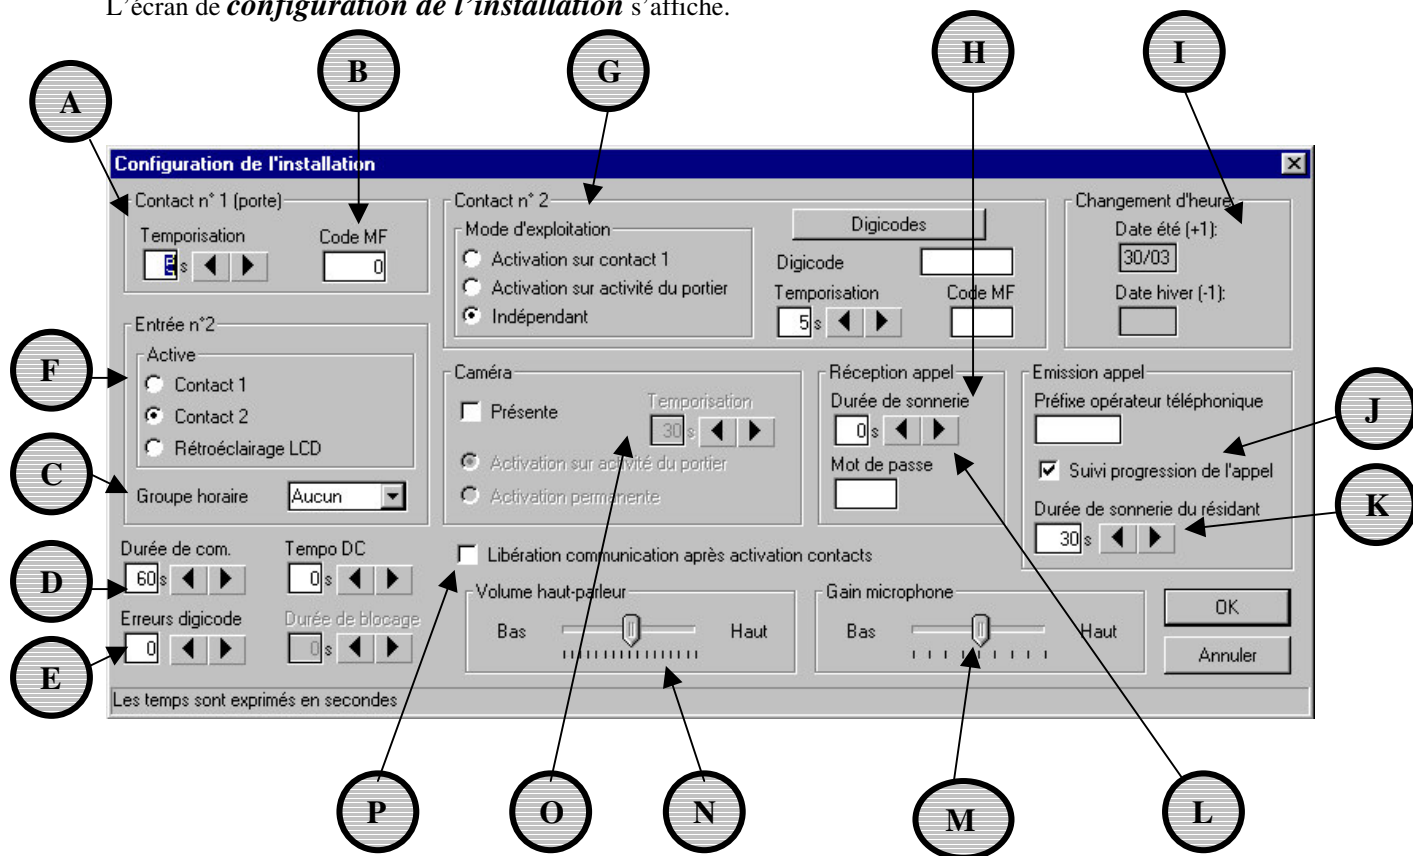 L'écran de configuration de l'installation s'affiche.
A
B
G
H
I
Configuration de l'installation
Contact n° 1 (porte)
Temporisation
Code MF
s
0
Contact n° 2
Mode d'exploitation
Activation sur contact 1
Activation sur activité du portier
Indépendant
Digicodes
Digicode
Temporisation
Code MF
5 s
Changement d'heure
Date été (+1):
30/03
Date hiver (-1):
Entrée n°2
Active
Contact 1
Contact 2
Rétroéclairage LCD
Groupe horaire
Aucun
F
C
Caméra
Présente
Temporisation
30 s
Activation sur activité du portier
Activation permanente
Réception appel
Durée de sonnerie
0 s
Mot de passe
Emission appel
Préfixe opérateur téléphonique
Suivi progression de l'appel
Durée de sonnerie du résidant
30 s
J
K
D
E
Durée de com.
60 s
Tempo DC
0 s
Erreurs digicode
0
Durée de blocage
0 s
Libération communication après activation contacts
Volume haut-parleur
Bas
Haut
Gain microphone
Bas
Haut
OK
Annuler
Les temps sont exprimés en secondes
P
O
N
M
L